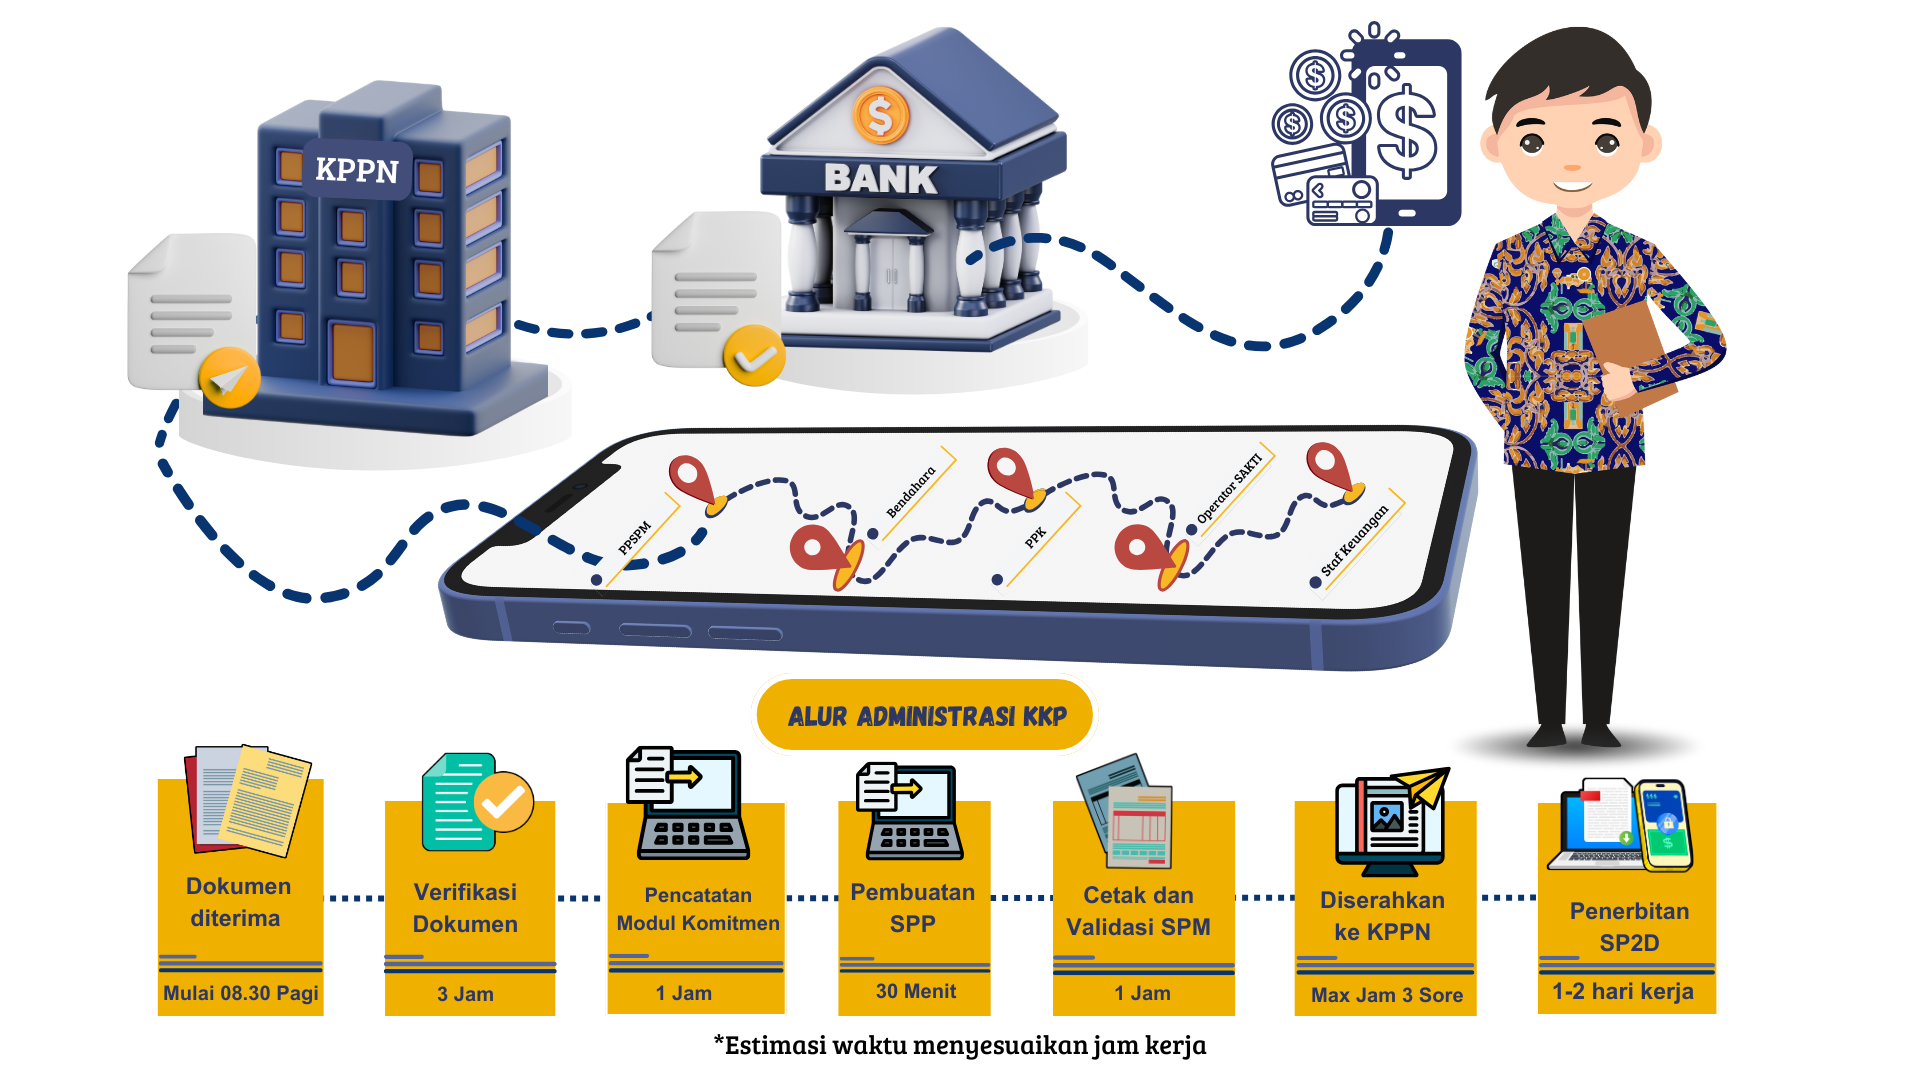 KPPN
BANK
PPSPM
Bendahara
PPK
Operator SAKTI
Staf Keuangan
ALUR ADMINISTRASI KKP
Dokumen
diterima
Mulai 08.30 Pagi
Verifikasi
Dokumen
3 Jam
Pencatatan
Modul Komitmen
1 Jam
Pembuatan
SPP
30 Menit
Cetak dan
Validasi SPM
1 Jam
Diserahkan
ke KPPN
Max Jam 3 Sore
Penerbitan
SP2D
1-2 hari kerja
*Estimasi waktu menyesuaikan jam kerja